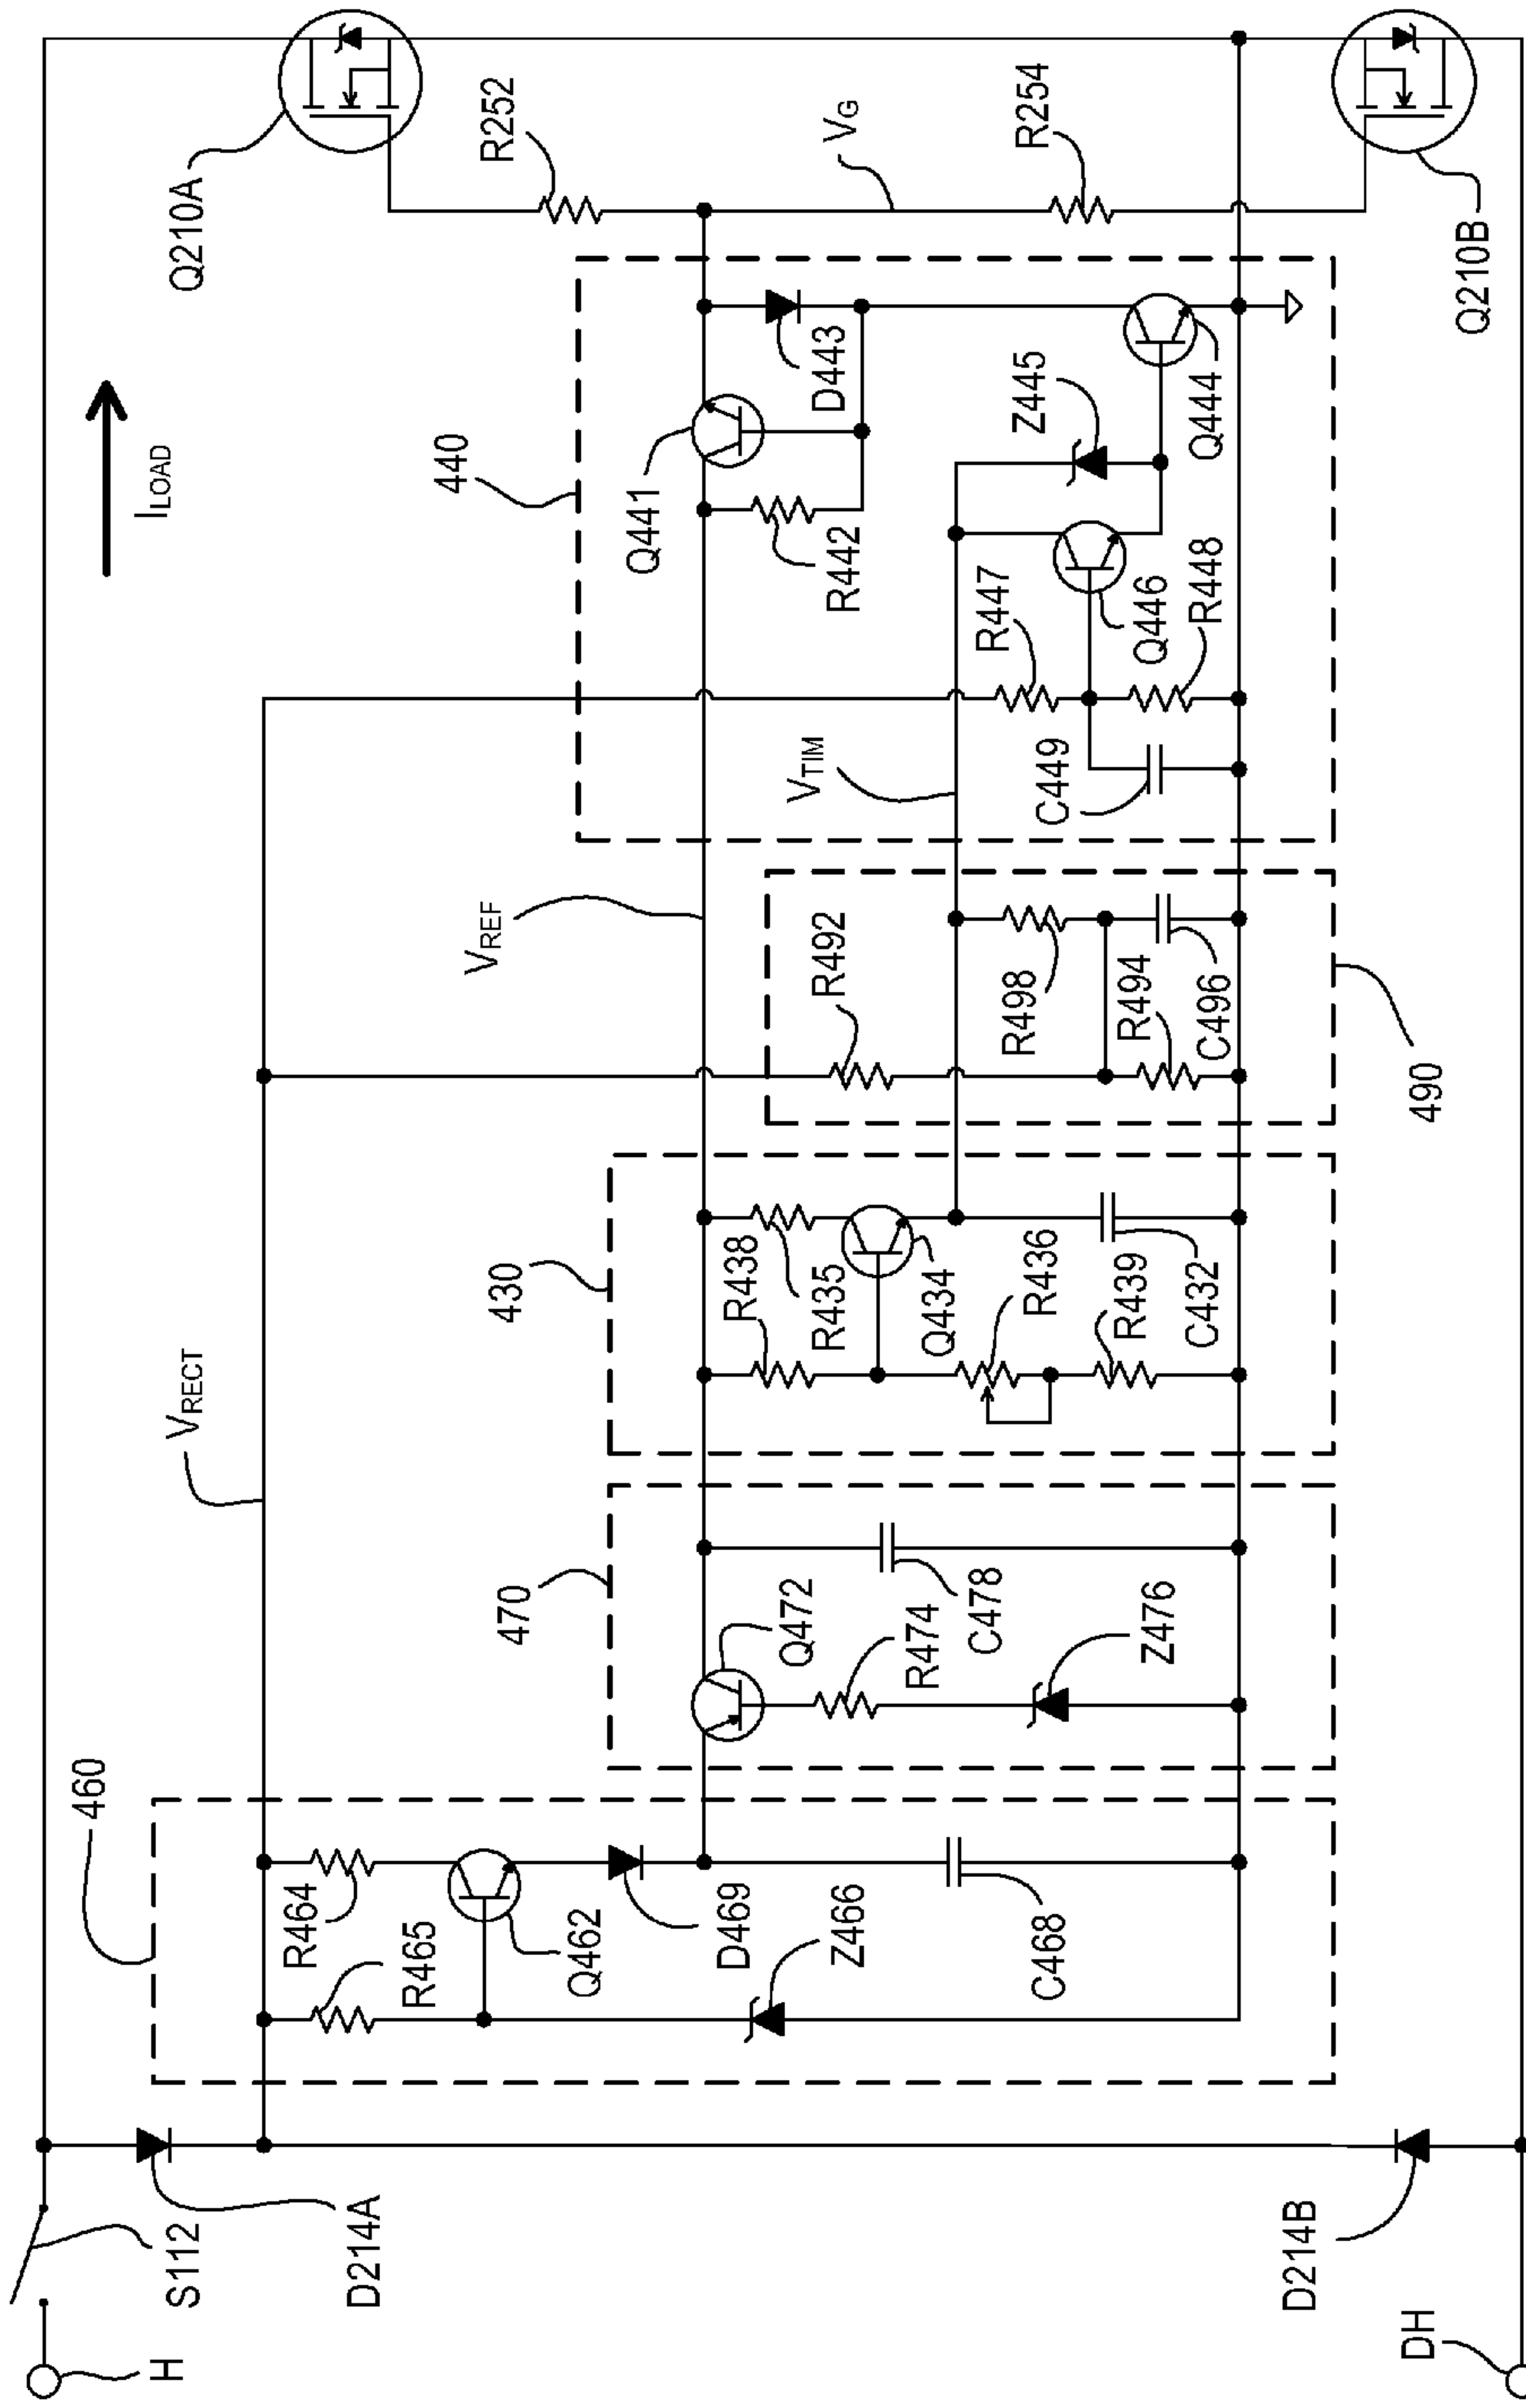 H
S112
D214A
DH
D214B
460
R464
R465
Q462
D469
Z466
C468
VRECT
470
Q472
R474
C478
Z476
430
R438
R435
Q434
R436
R439
C432
VREF
R492
R498
R494
C496
490
VTIM
440
Q441
R442
D443
Z445
Q444
R447
Q446
R448
C449
ILOAD
Q210A
R252
VG
R254
Q210B